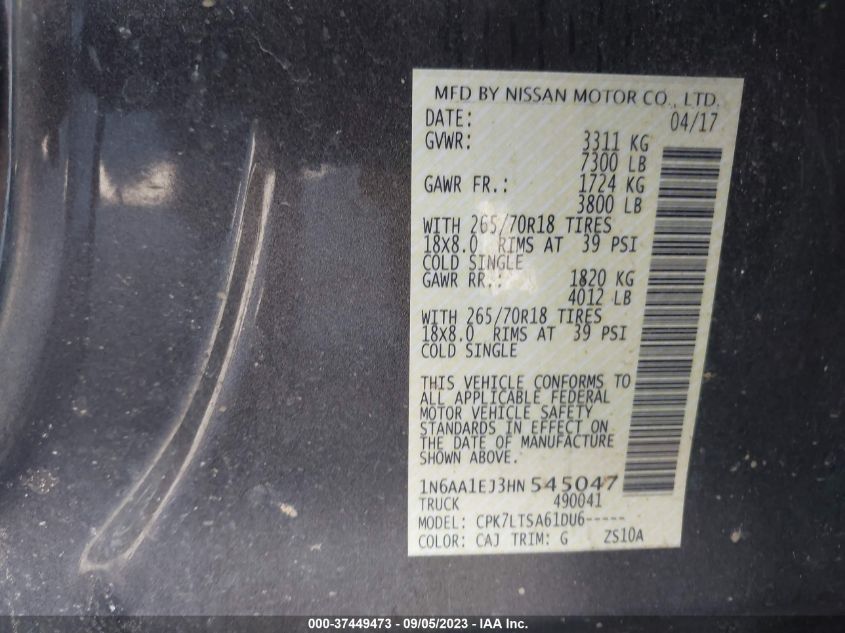 MFD BY NISSAN MOTOR CO., LTD.
DATE: 04/17
GVWR: 3311 KG
7300 LB
GAWR FR.: 1724 KG
3800 LB
WITH 265/70R18 TIRES
18X8.0 RIMS AT 39 PSI
COLD SINGLE
GAWR RR.: 1820 KG
4012 LB
WITH 265/70R18 TIRES
18X8.0 RIMS AT 39 PSI
COLD SINGLE
THIS VEHICLE CONFORMS TO
ALL APPLICABLE FEDERAL
MOTOR VEHICLE SAFETY
STANDARDS IN EFFECT ON
THE DATE OF MANUFACTURE
SHOWN ABOVE.
1N6AA1EJ3HN 545047
TRUCK 490041
MODEL: CPK7LTSA61DU6-----
COLOR: CAJ TRIM: G ZS10A
000-37449473 - 09/05/2023 - CPA Inc.